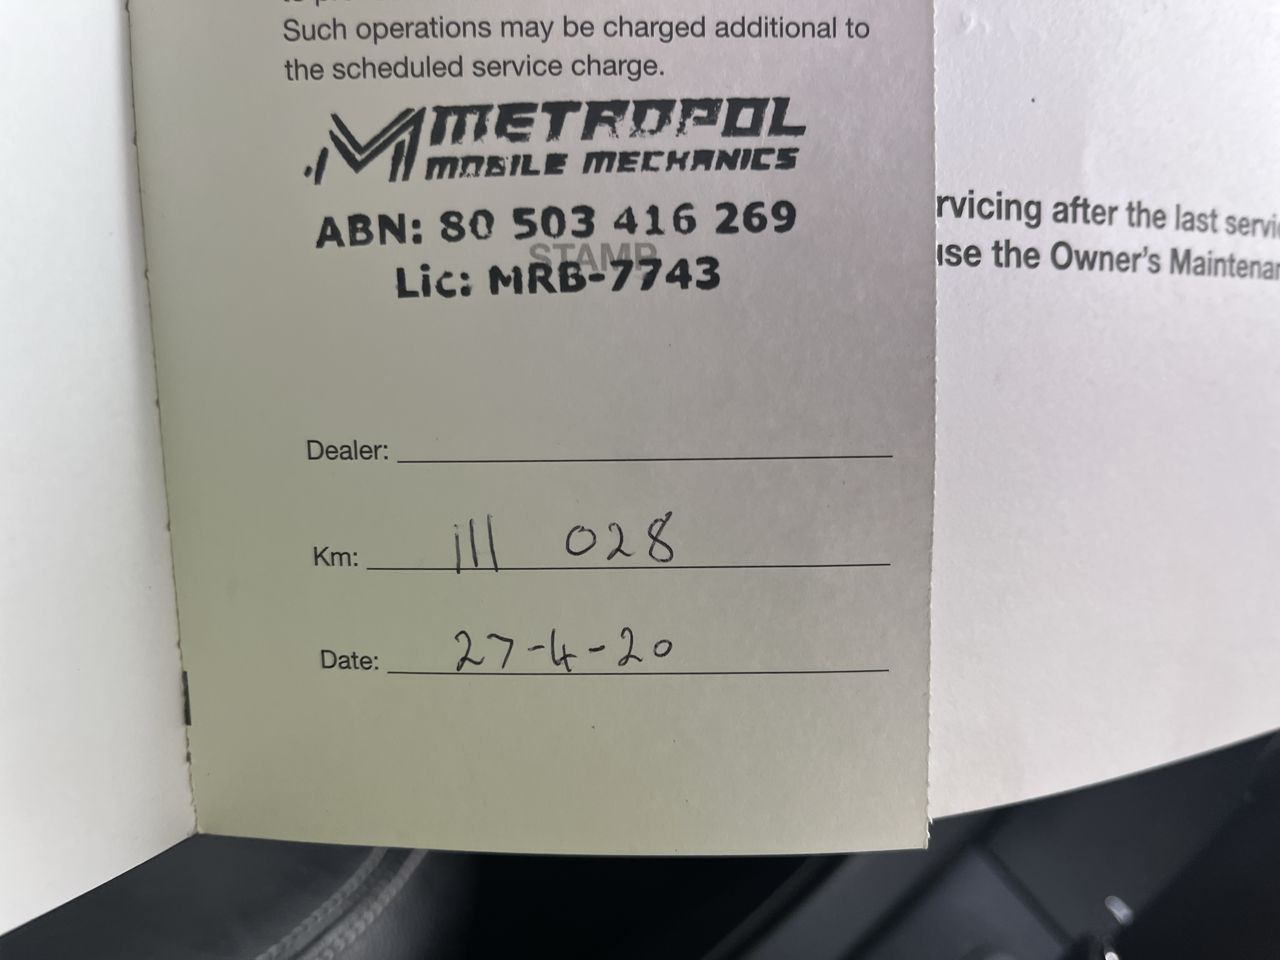 Such operations may be charged additional to
the scheduled service charge.
METROPOL
MOBILE MECHANICS
ABN: 80 503 416 269
STAMP
Lic: MRB-7743
Dealer:
Km: 111 028
Date: 27-4-20
rvicing after the last servi
use the Owner's Maintenan